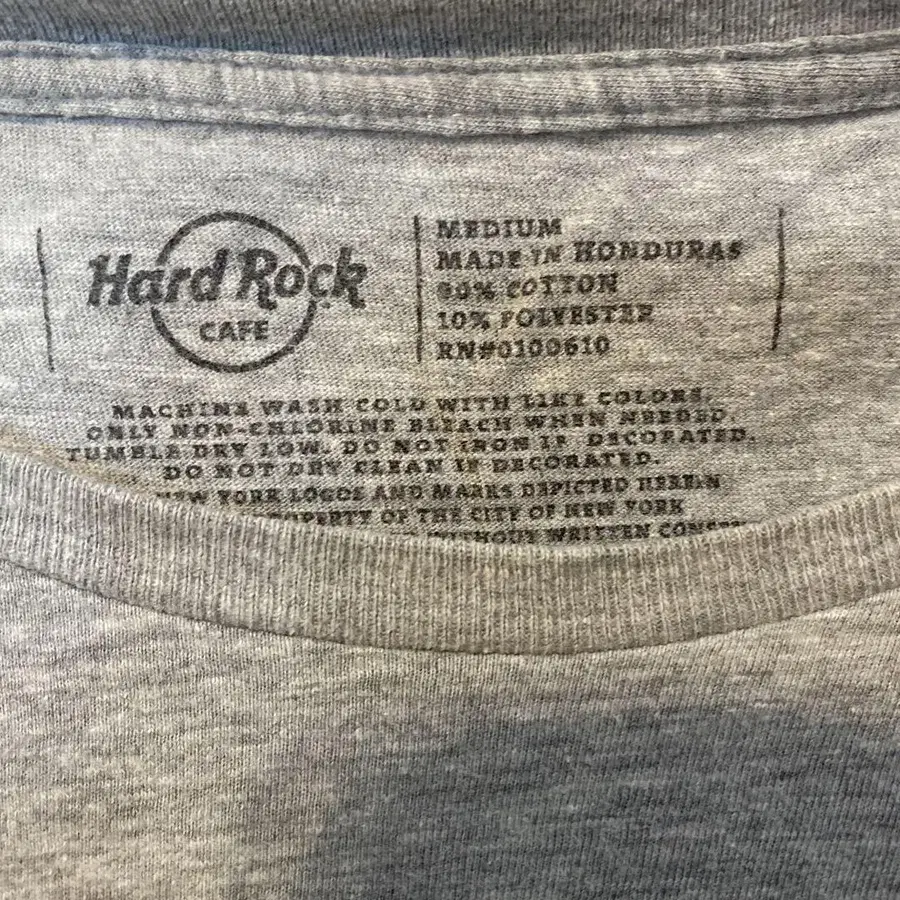 Hard Rock
CAFE
MEDIUM
MADE IN HONDURAS
90% COTTON
10% POLYESTER
RN#0100610
MACHINE WASH COLD WITH LIKE COLORS.
ONLY NON-CHLORINE BLEACH WHEN NEEDED.
TUMBLE DRY LOW. DO NOT IRON IF DECORATED.
DO NOT DRY CLEAN IF DECORATED.
NEW YORK LOGOS AND MARKS DEPICTED HEREIN
OF THE CITY OF NEW YORK
WRITTEN